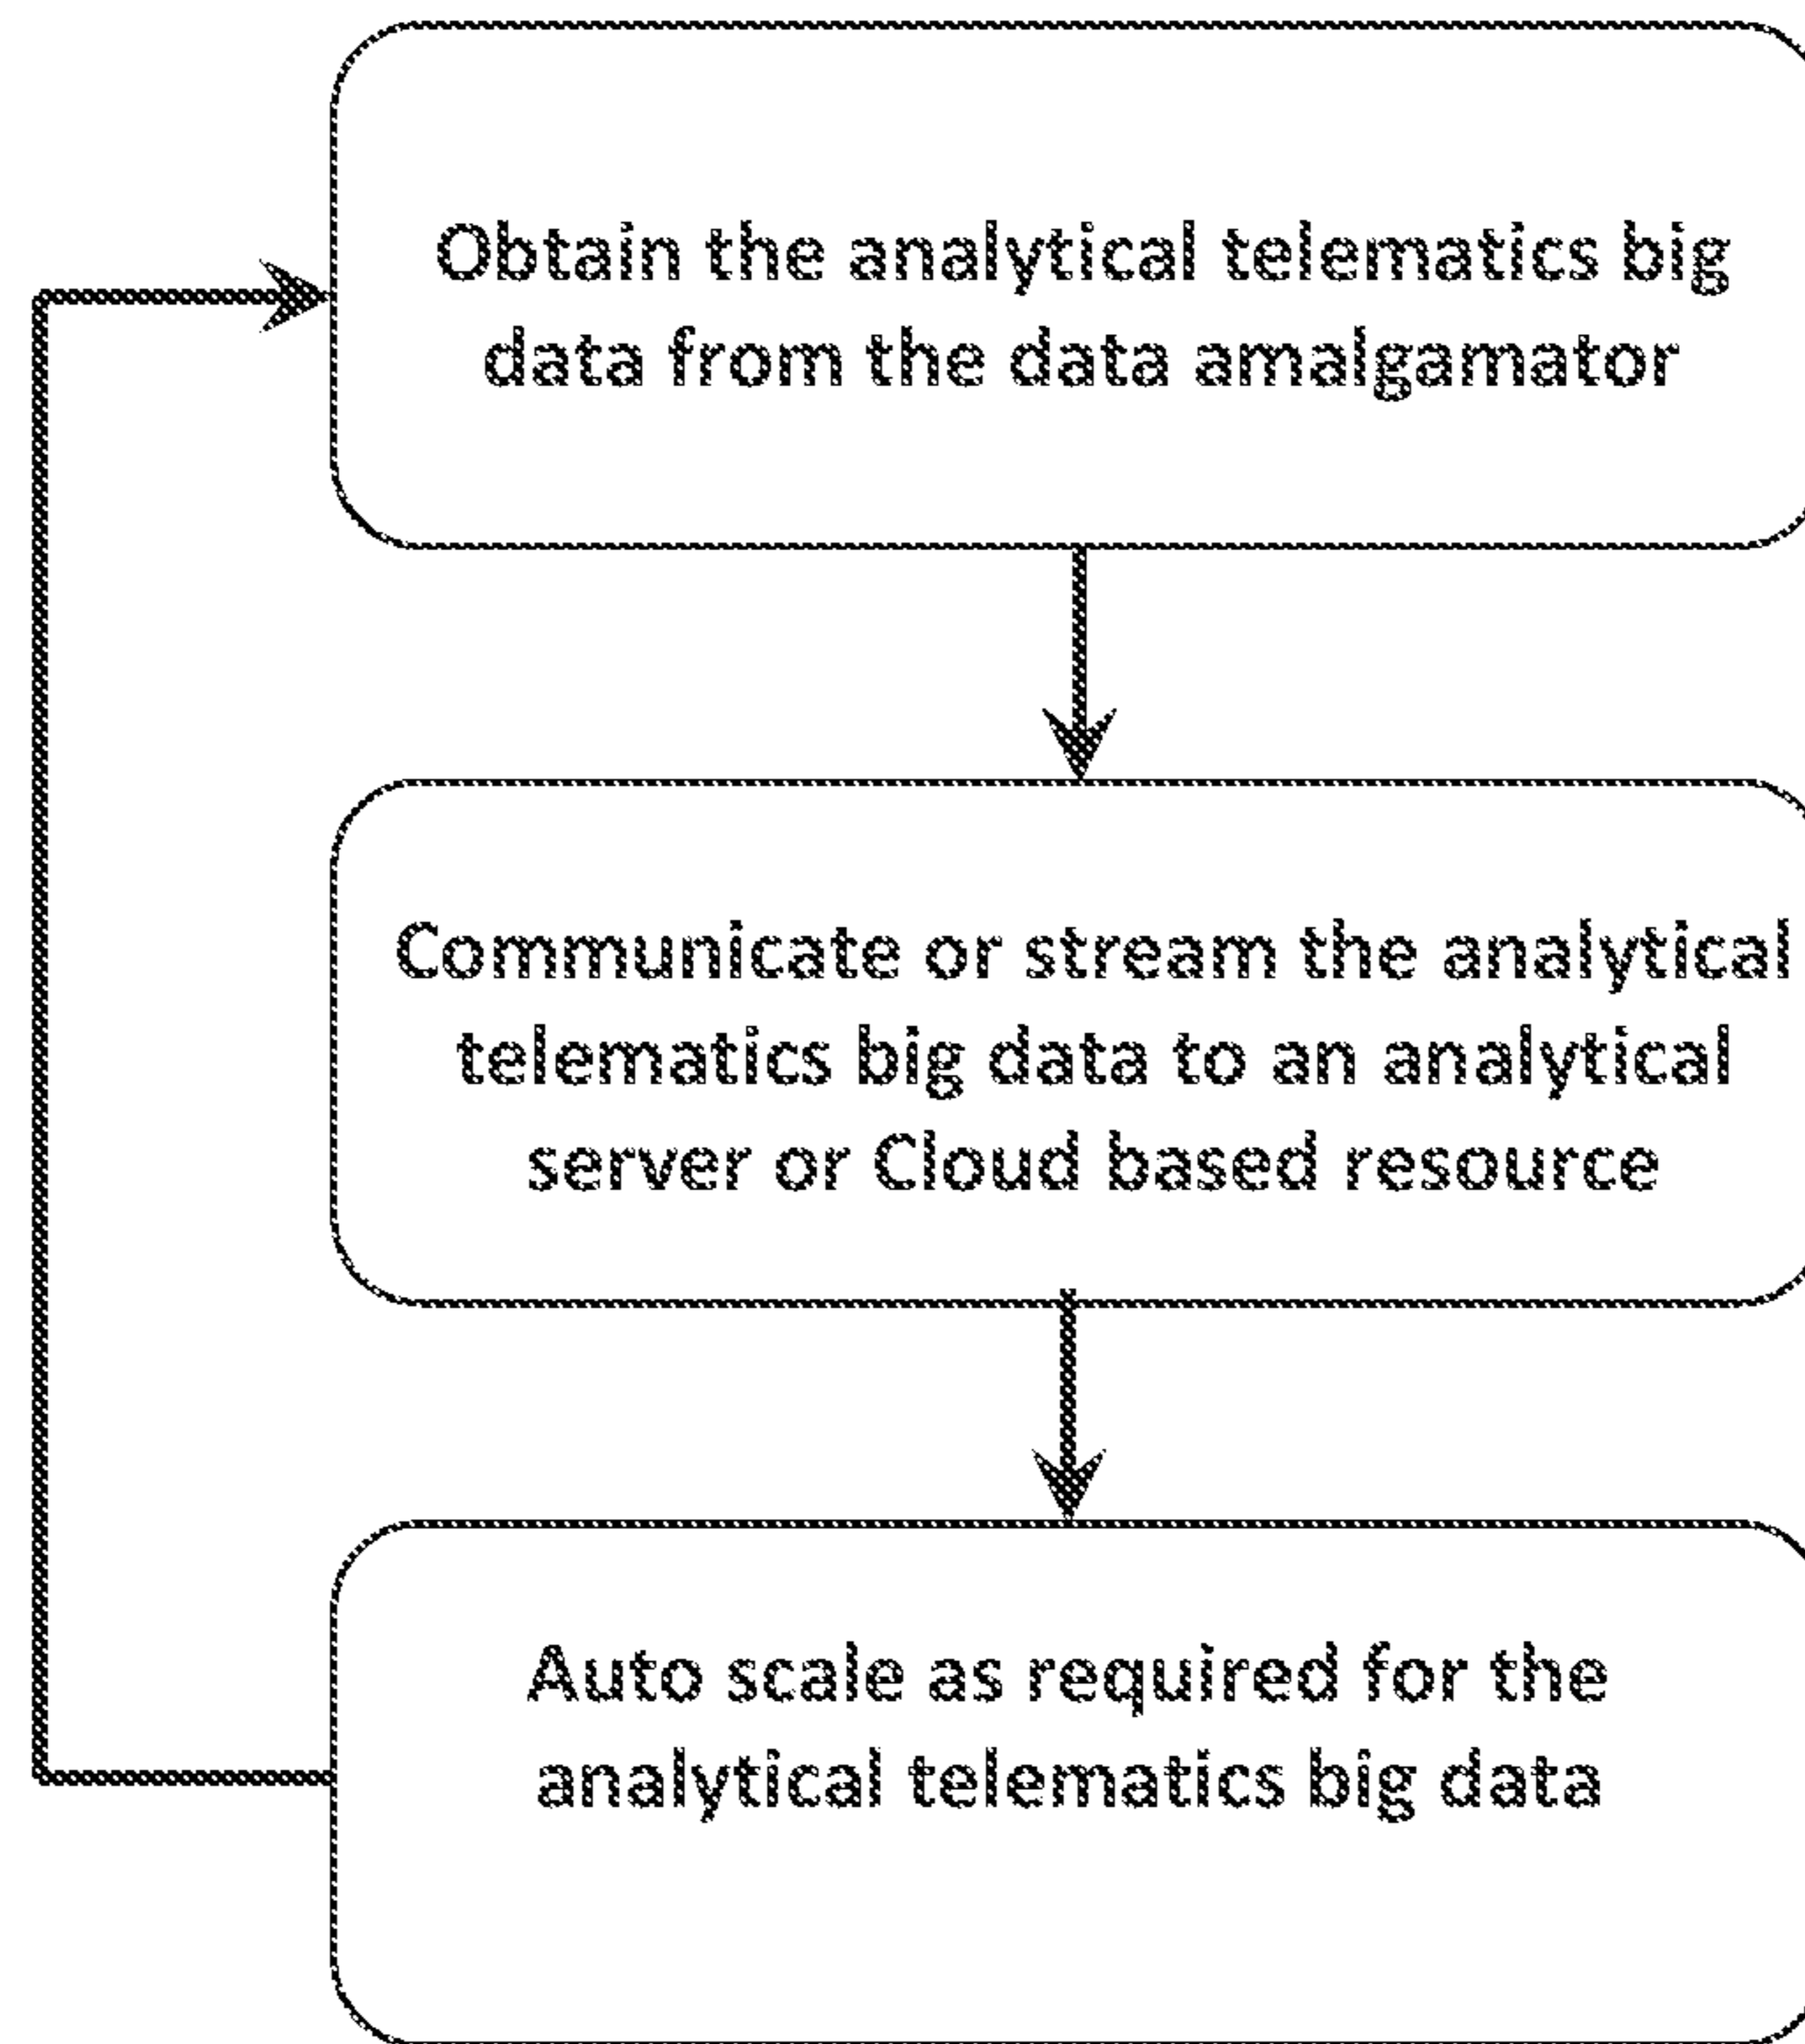 Obtain the analytical telematics big
data from the data amalgamator
Communicate or stream the analytical
telematics big data to an analytical
server or Cloud based resource
Auto scale as required for the
analytical telematics big data